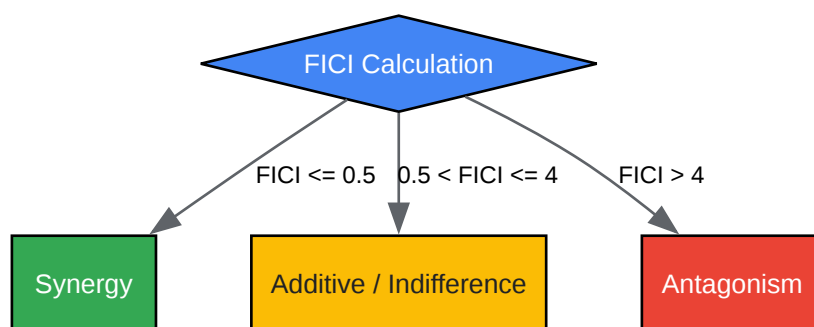 FICI Calculation
FICI <= 0.5
0.5 < FICI <= 4
FICI > 4
Synergy
Additive / Indifference
Antagonism